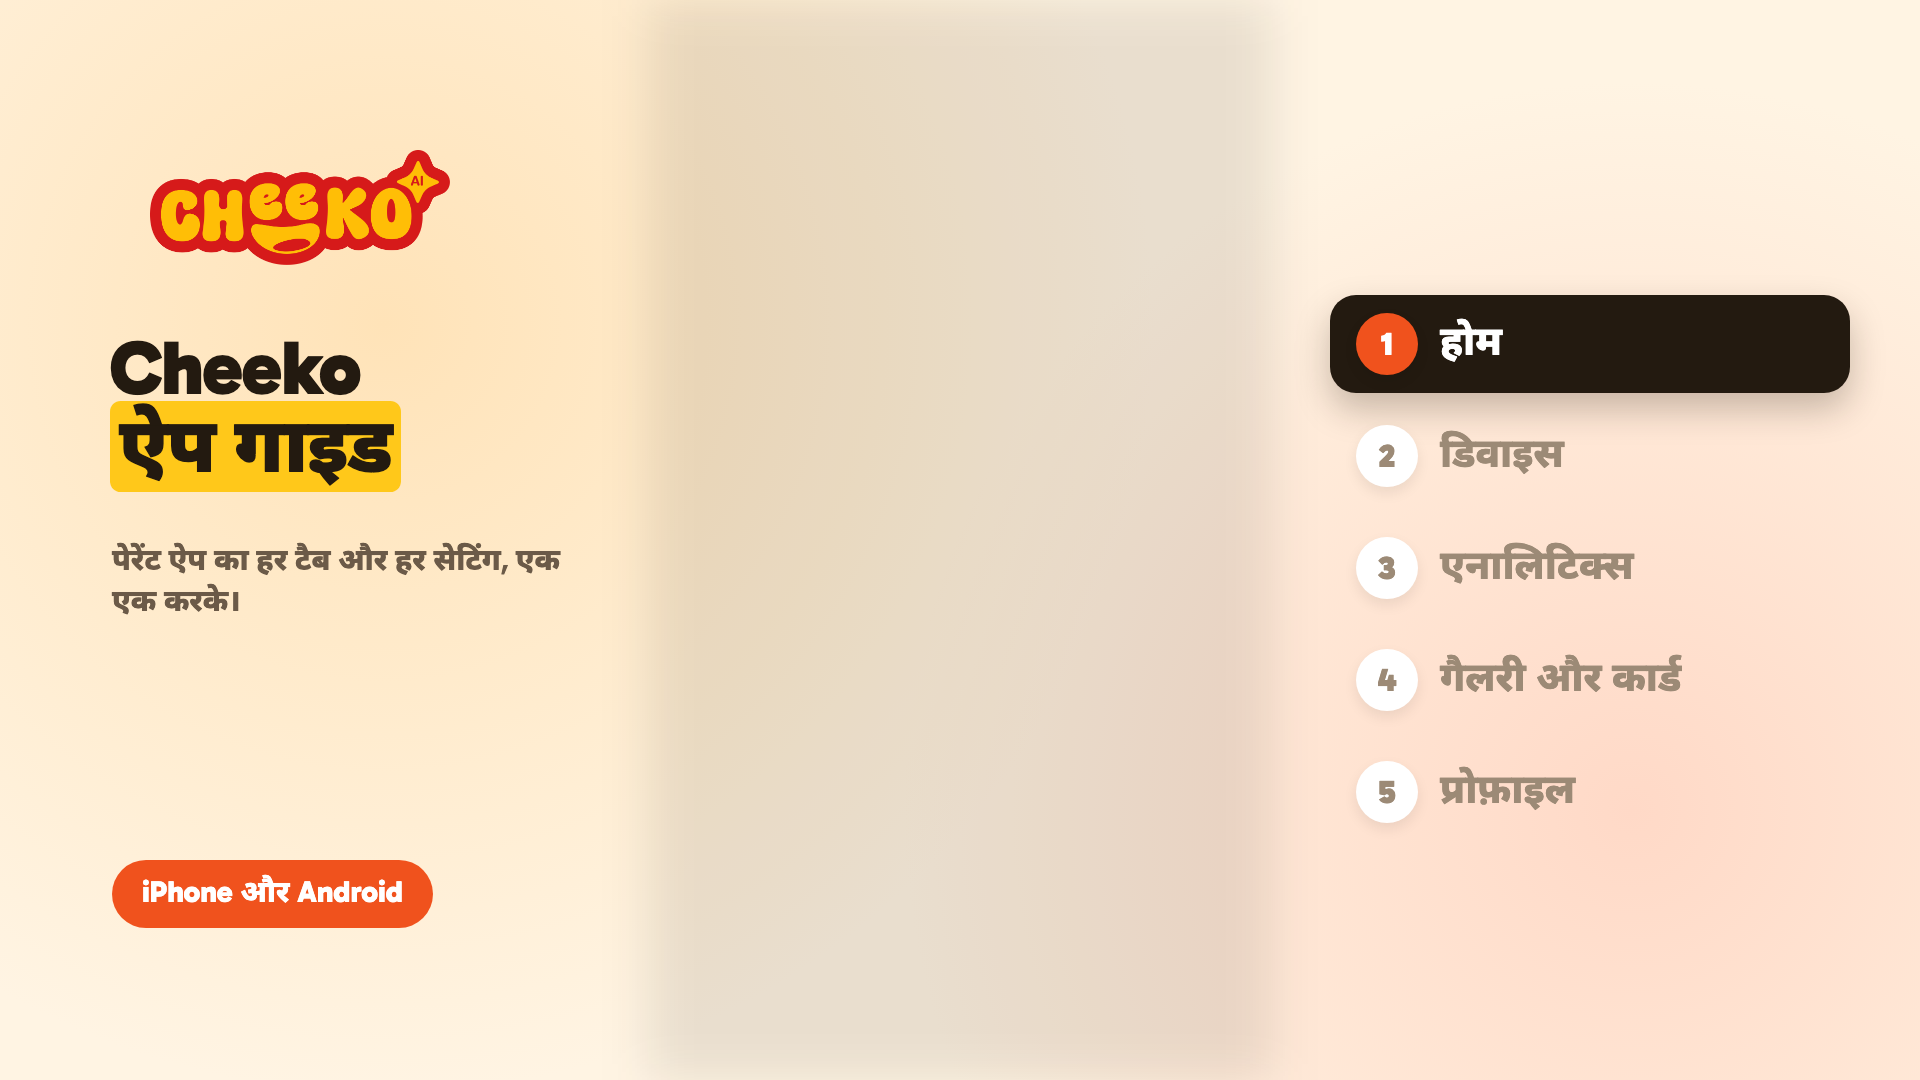 CHeeKO AI
Cheeko
ऐप गाइड
पेरेंट ऐप का हर टैब और हर सेटिंग, एक
एक करके।
iPhone और Android
1 होम
2 डिवाइस
3 एनालिटिक्स
4 गैलरी और कार्ड
5 प्रोफ़ाइल